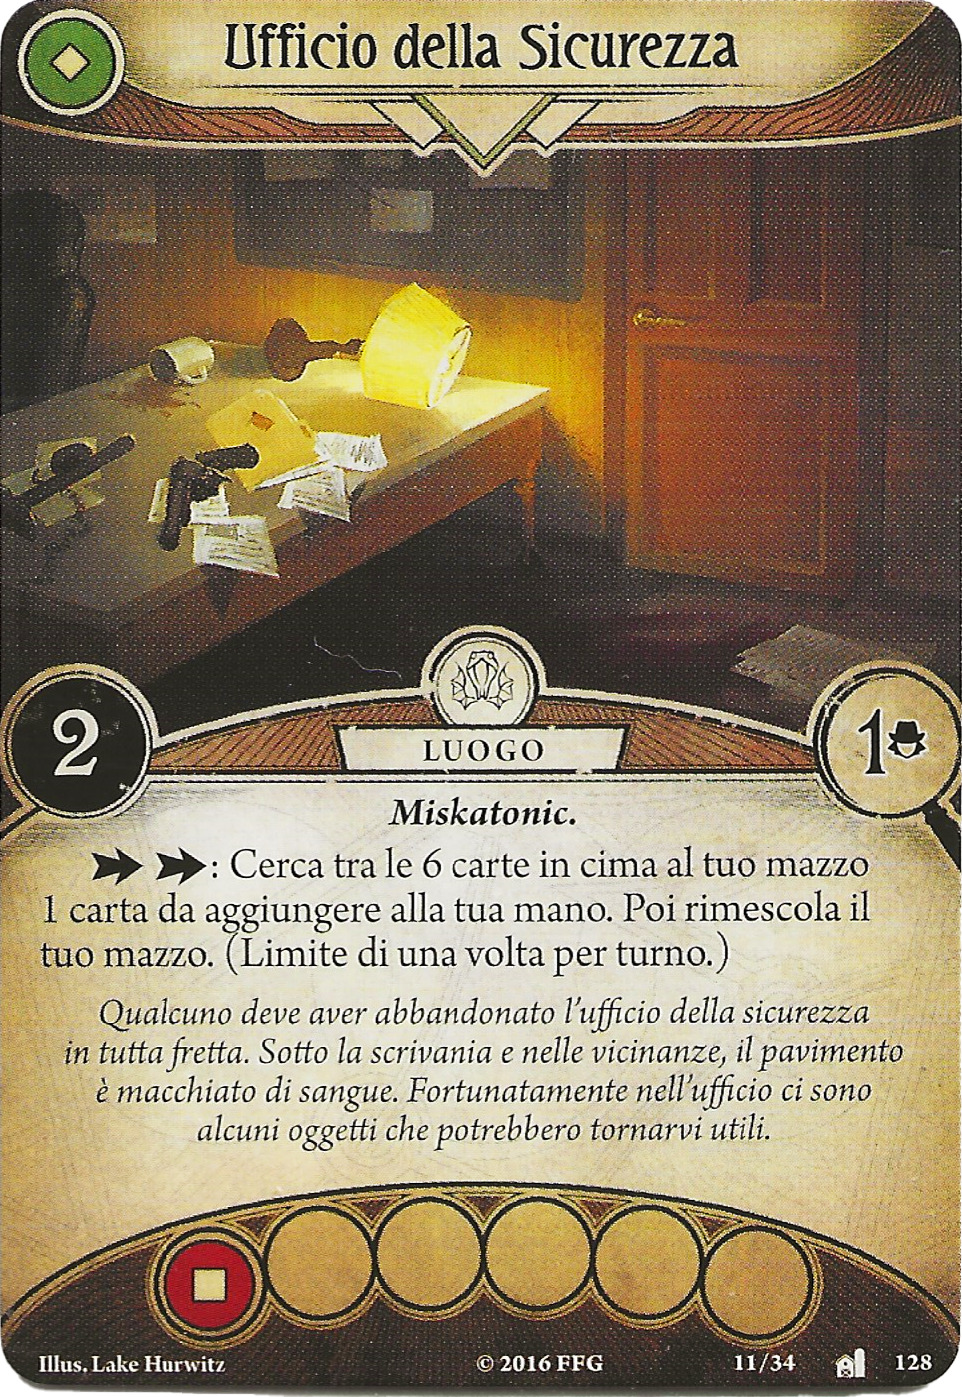 Ufficio della Sicurezza
2
LUOGO
1
Miskatonic.
: Cerca tra le 6 carte in cima al tuo mazzo
1 carta da aggiungere alla tua mano. Poi rimescola il
tuo mazzo. (Limite di una volta per turno.)
Qualcuno deve aver abbandonato l'ufficio della sicurezza
in tutta fretta. Sotto la scrivania e nelle vicinanze, il pavimento
è macchiato di sangue. Fortunatamente nell'ufficio ci sono
alcuni oggetti che potrebbero tornarvi utili.
Illus. Lake Hurwitz © 2016 FFG 11/34 128